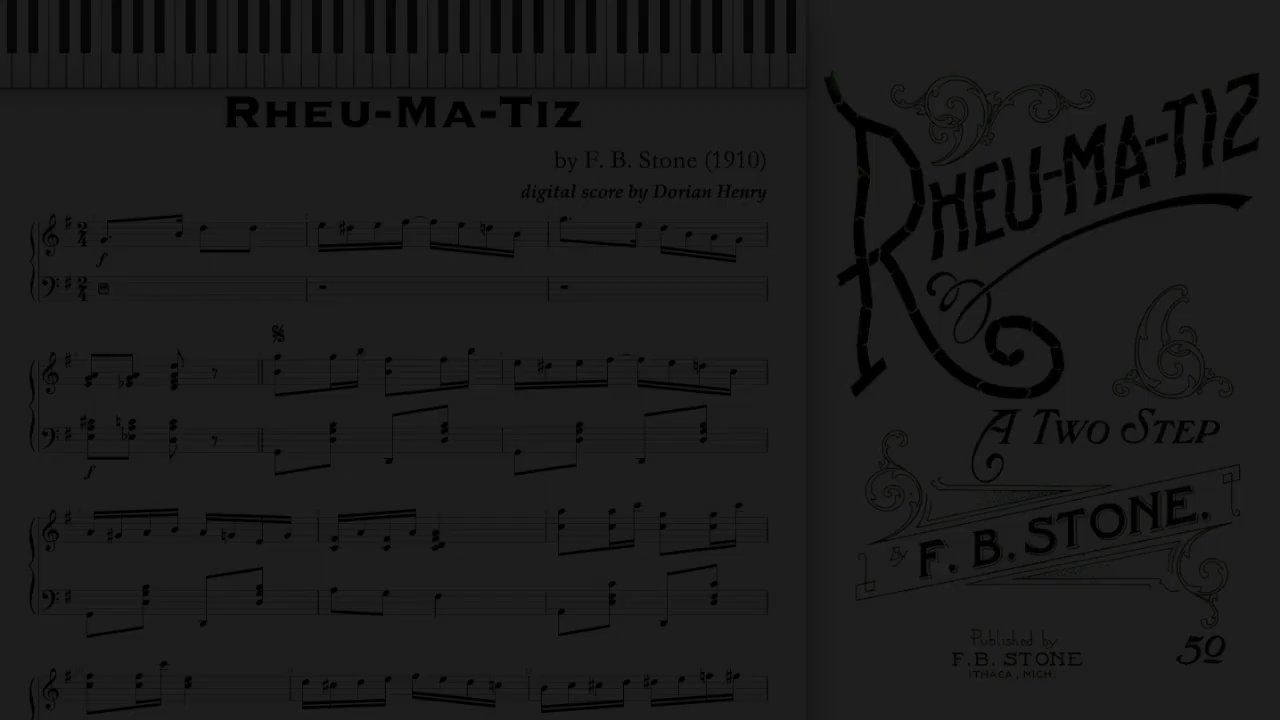 RHEU-MA-TIZ
by F. B. Stone (1910)
digital score by Dorian Henry
RHEU-MA-TIZ
A TWO STEP
By F. B. STONE.
Published by
F. B. STONE
ITHACA, MICH.
50